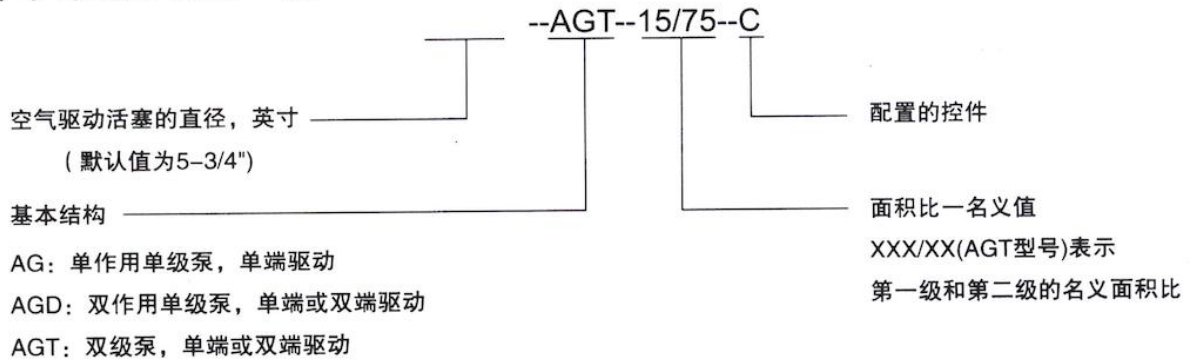 --AGT--15/75--C
空气驱动活塞的直径，英寸
（默认值为5-3/4"）
配置的控件
基本结构
面积比一名义值
AG：单作用单级泵，单端驱动
XXX/XX(AGT型号)表示
AGD：双作用单级泵，单端或双端驱动
第一级和第二级的名义面积比
AGT：双级泵，单端或双端驱动